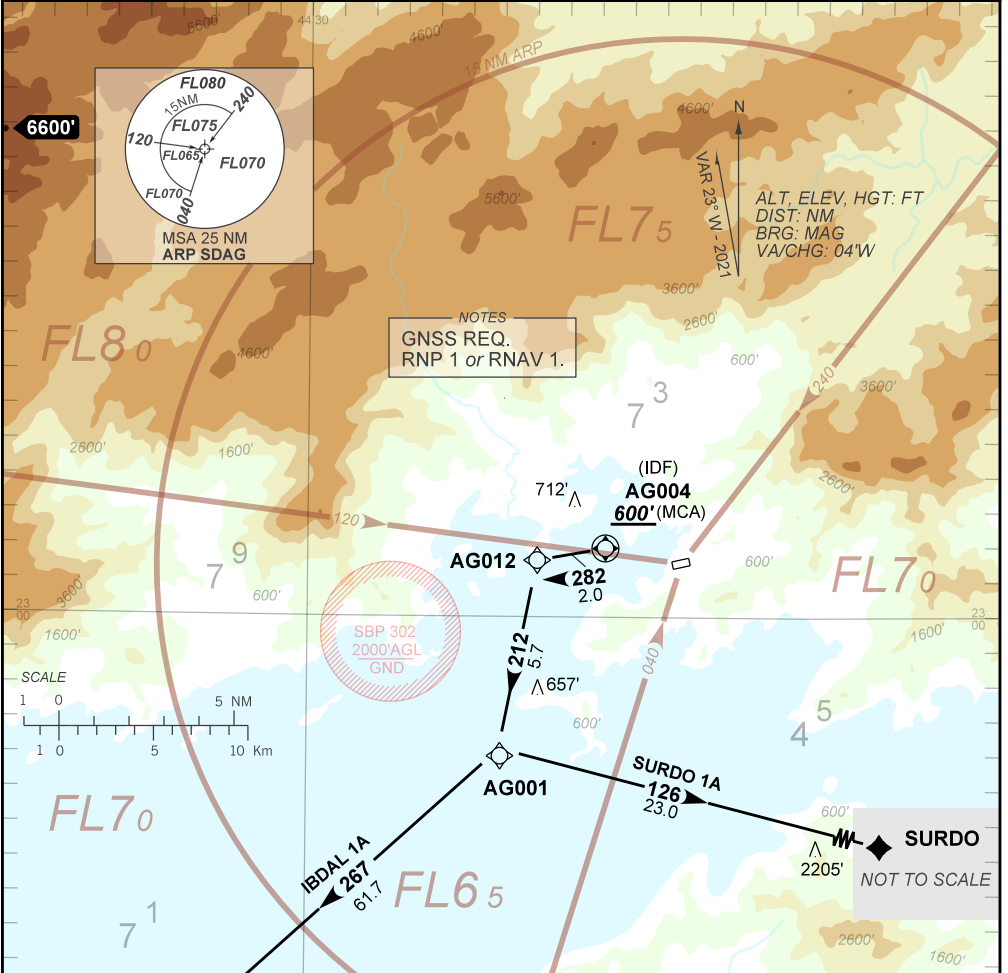 5600'
44 30
4600'
15 NM ARP
FL080
15NM
240
FL075
120
FL065
FL070
FL070
040
MSA 25 NM
ARP SDAG
6600'
4600'
N
VAR 23° W - 2021
ALT, ELEV, HGT: FT
DIST: NM
BRG: MAG
VA/CHG: 04'W
5600'
FL75
3600'
2600'
NOTES
GNSS REQ.
RNP 1 or RNAV 1.
FL80
4600'
600'
240
3600'
73
2600'
1600'
(IDF)
AG004
600' (MCA)
712'
2600'
120
AG012
282
2.0
79
3600'
600'
600'
FL70
23
00
23
00
1600'
1600'
SBP 302
2000'AGL
GND
212
5.7
040
657'
SCALE
1 0 5 NM
1 0 5 10 Km
600'
45
AG001
SURDO 1A
126
23.0
600'
SURDO
NOT TO SCALE
2205'
FL70
IBDAL 1A
267
61.7
FL65
71
2600'
1600'